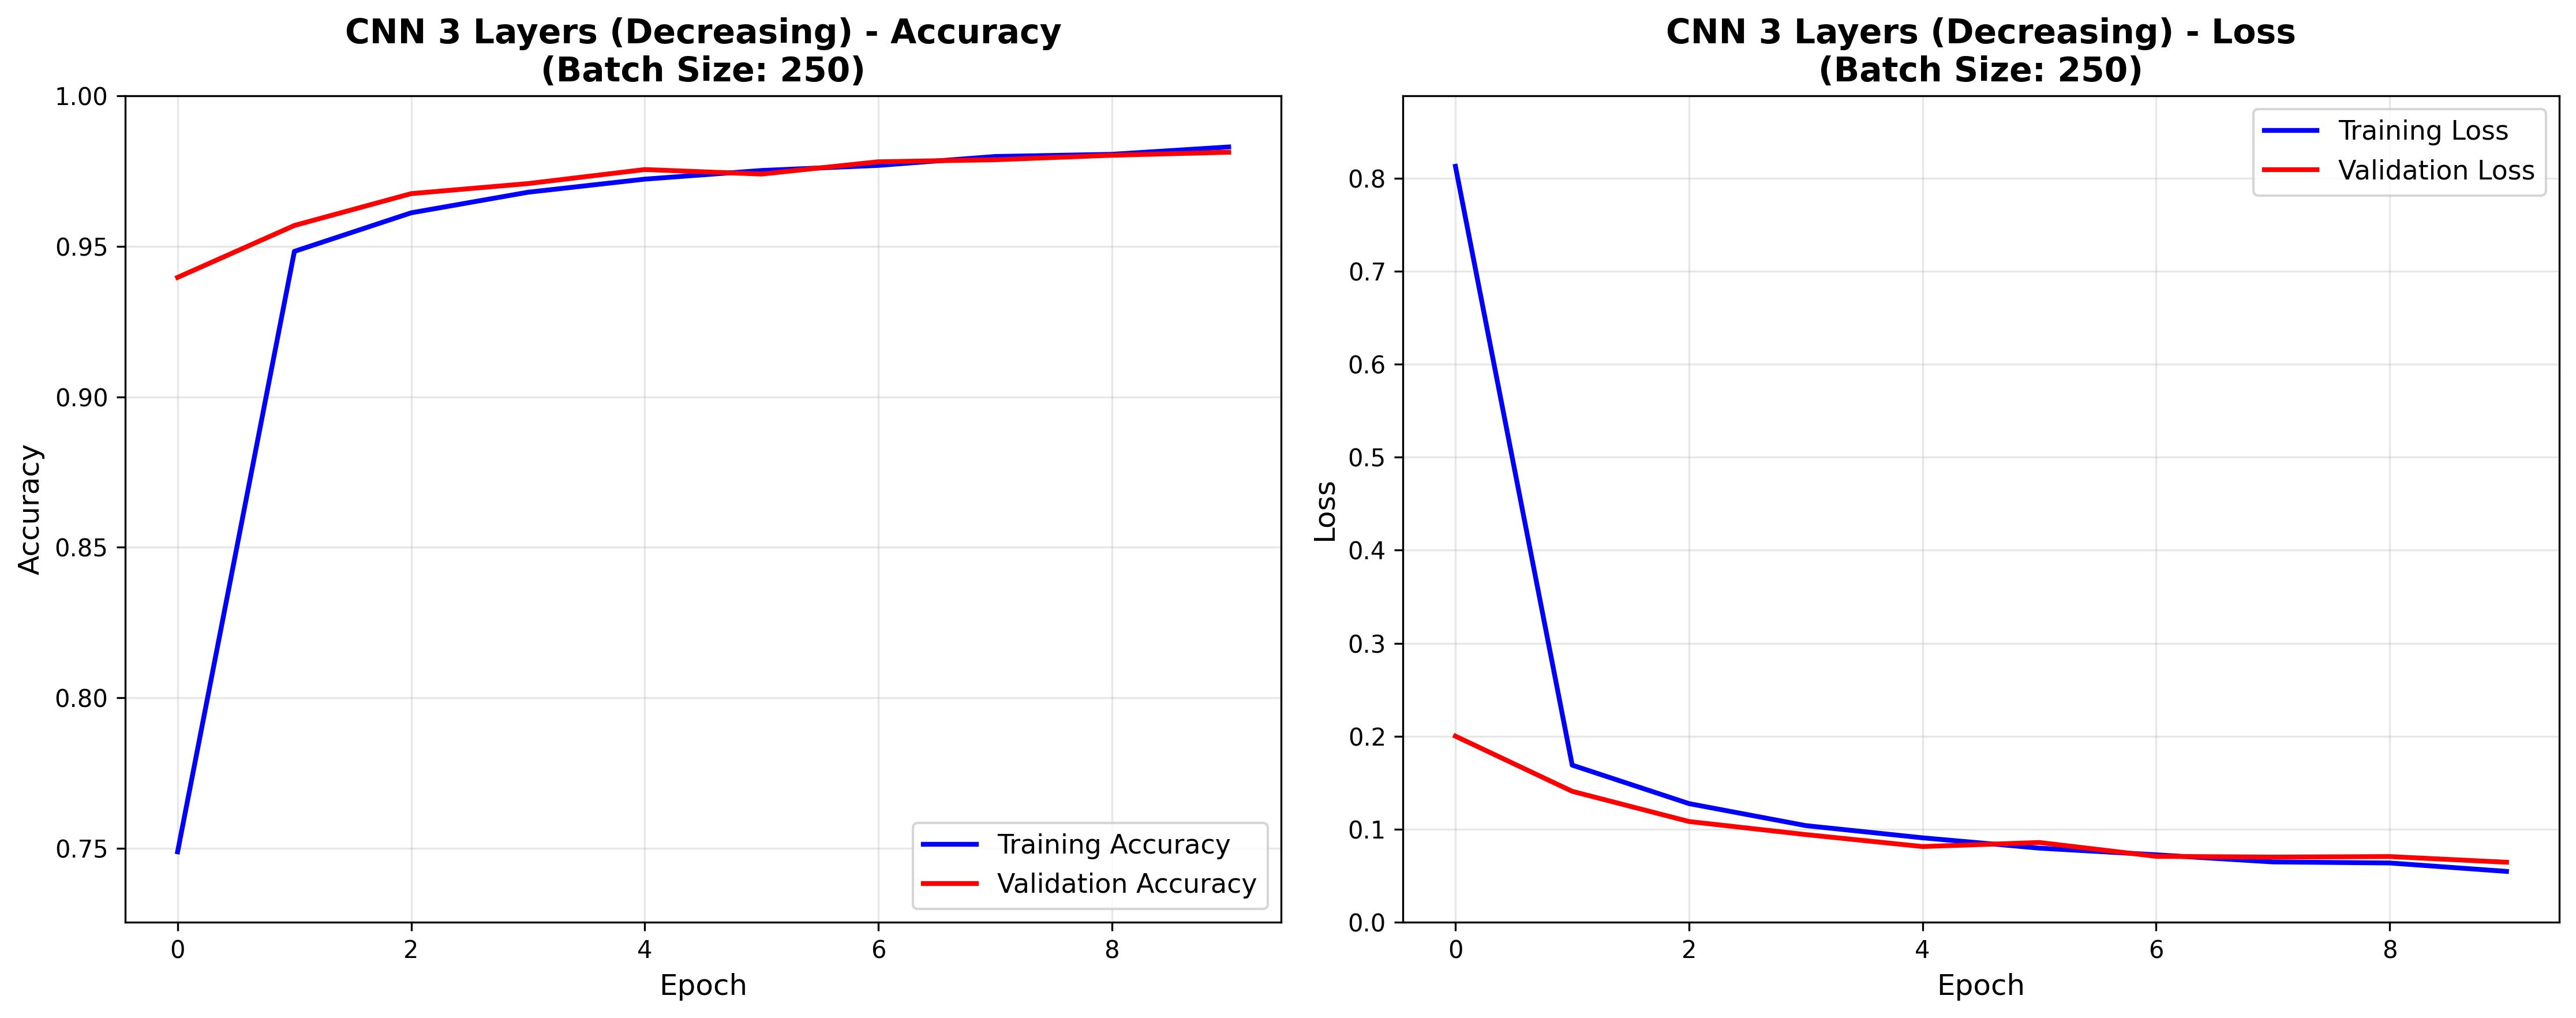 CNN 3 Layers (Decreasing) - Accuracy
(Batch Size: 250)
1.00
0.95
0.90
0.85
0.80
0.75
Accuracy
0
2
4
6
8
Epoch
Training Accuracy
Validation Accuracy
CNN 3 Layers (Decreasing) - Loss
(Batch Size: 250)
0.8
0.7
0.6
0.5
0.4
0.3
0.2
0.1
0.0
Loss
0
2
4
6
8
Epoch
Training Loss
Validation Loss